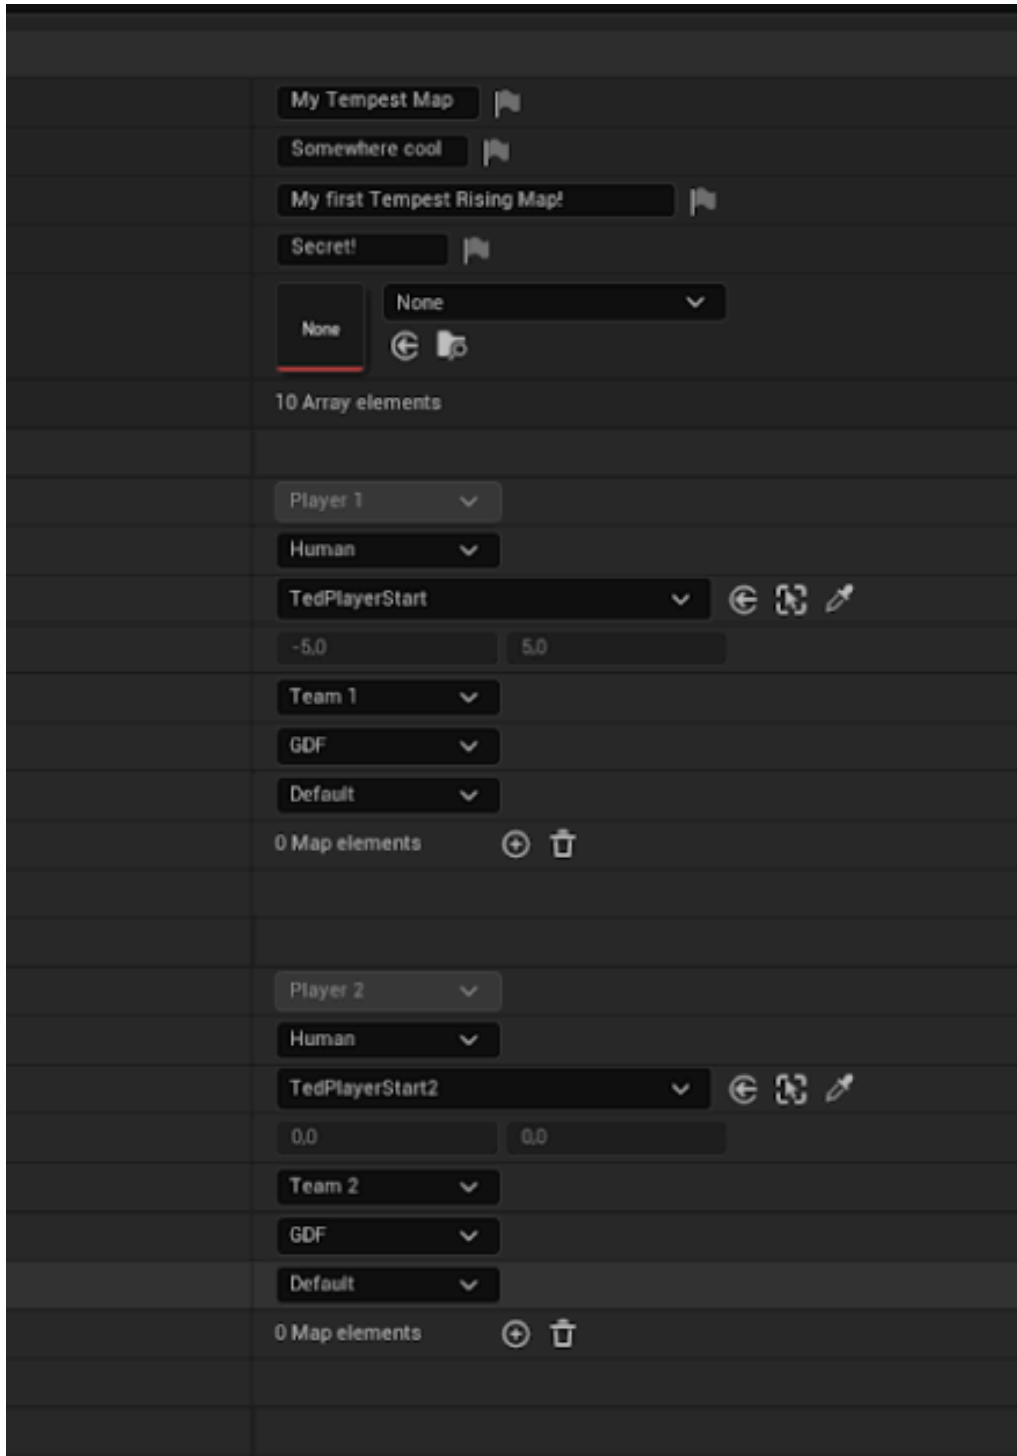 My Tempest Map
Somewhere cool
My first Tempest Rising Map!
Secret!
None
None
10 Array elements
Player 1
Human
TedPlayerStart
-5,0 5,0
Team 1
GDF
Default
0 Map elements
Player 2
Human
TedPlayerStart2
0,0 0,0
Team 2
GDF
Default
0 Map elements